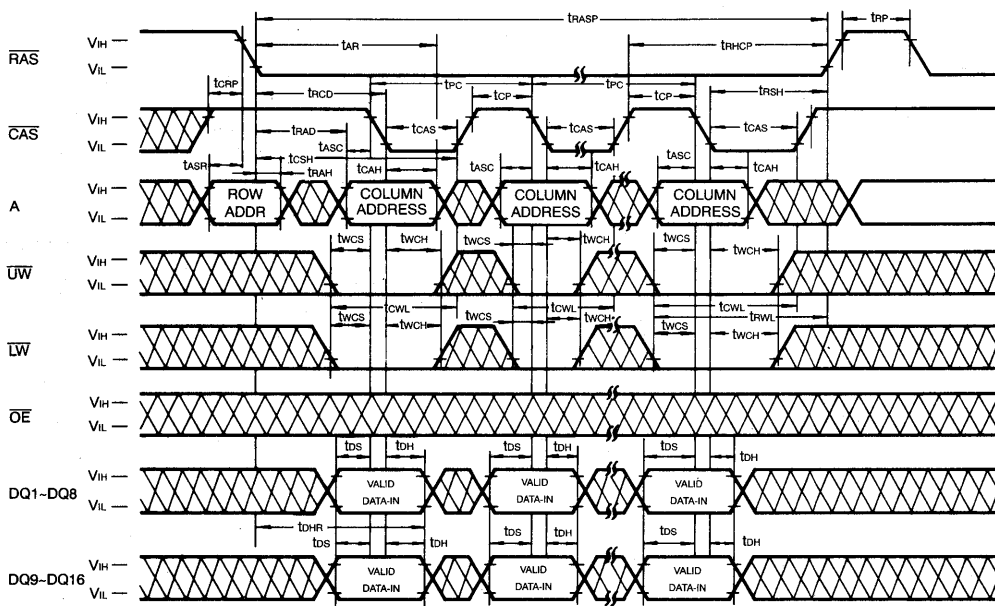 tRASP
tRP
tAR
tRHCP
RAS
VIH
VIL
tCRP
tRCD
tPC
tCP
tPC
tCP
tRSH
CAS
VIH
VIL
tRAD
tCAS
tCAS
tCAS
tASR
tASC
tCSH
tRAH
tCAH
tASC
tCAH
tASC
tCAH
A
VIH
VIL
ROW ADDR
COLUMN ADDRESS
COLUMN ADDRESS
COLUMN ADDRESS
tWCS
tWCH
tWCS
tWCH
tWCS
tWCH
UW
VIH
VIL
tCWL
tCWL
tCWL
tRWL
tWCS
tWCH
tWCS
tWCH
tWCS
tWCH
LW
VIH
VIL
OE
VIH
VIL
tDS
tDH
tDS
tDH
tDS
tDH
DQ1~DQ8
VIH
VIL
VALID DATA-IN
VALID DATA-IN
VALID DATA-IN
tDHR
tDS
tDH
tDS
tDH
tDS
tDH
DQ9~DQ16
VIH
VIL
VALID DATA-IN
VALID DATA-IN
VALID DATA-IN